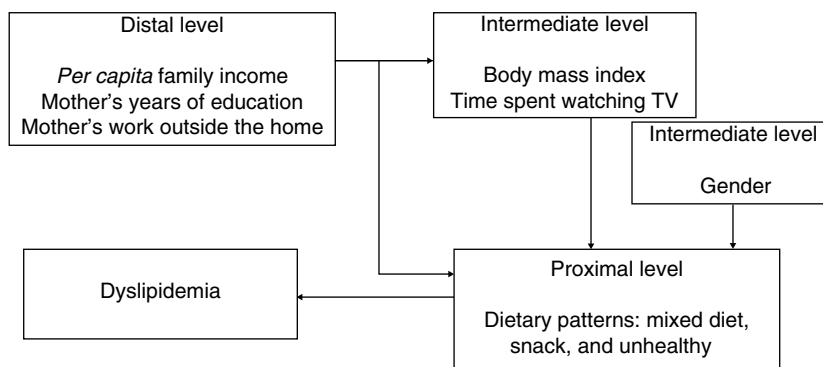 Distal level
Per capita family income
Mother's years of education
Mother's work outside the home
Intermediate level
Body mass index
Time spent watching TV
Intermediate level
Gender
Dyslipidemia
Proximal level
Dietary patterns: mixed diet,
snack, and unhealthy